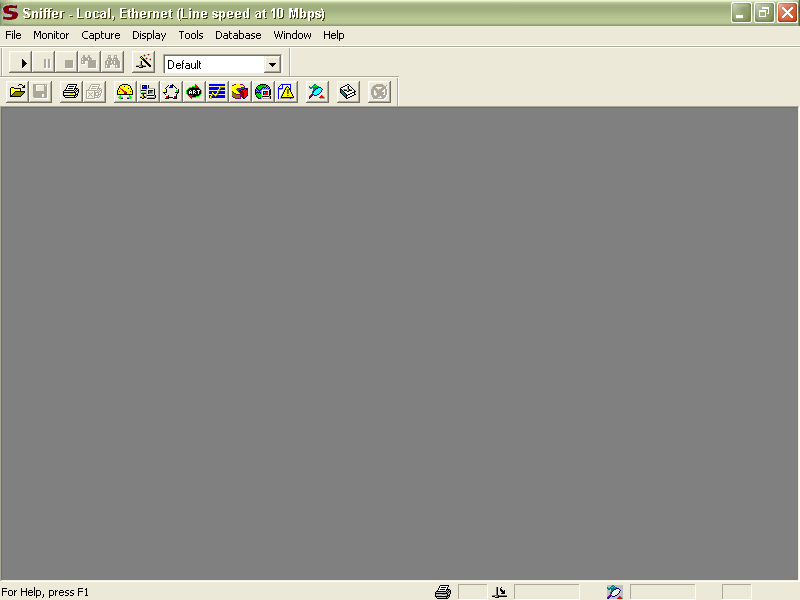 S Sniffer - Local, Ethernet (Line speed at 10 Mbps)
File Monitor Capture Display Tools Database Window Help
Default
ART
For Help, press F1